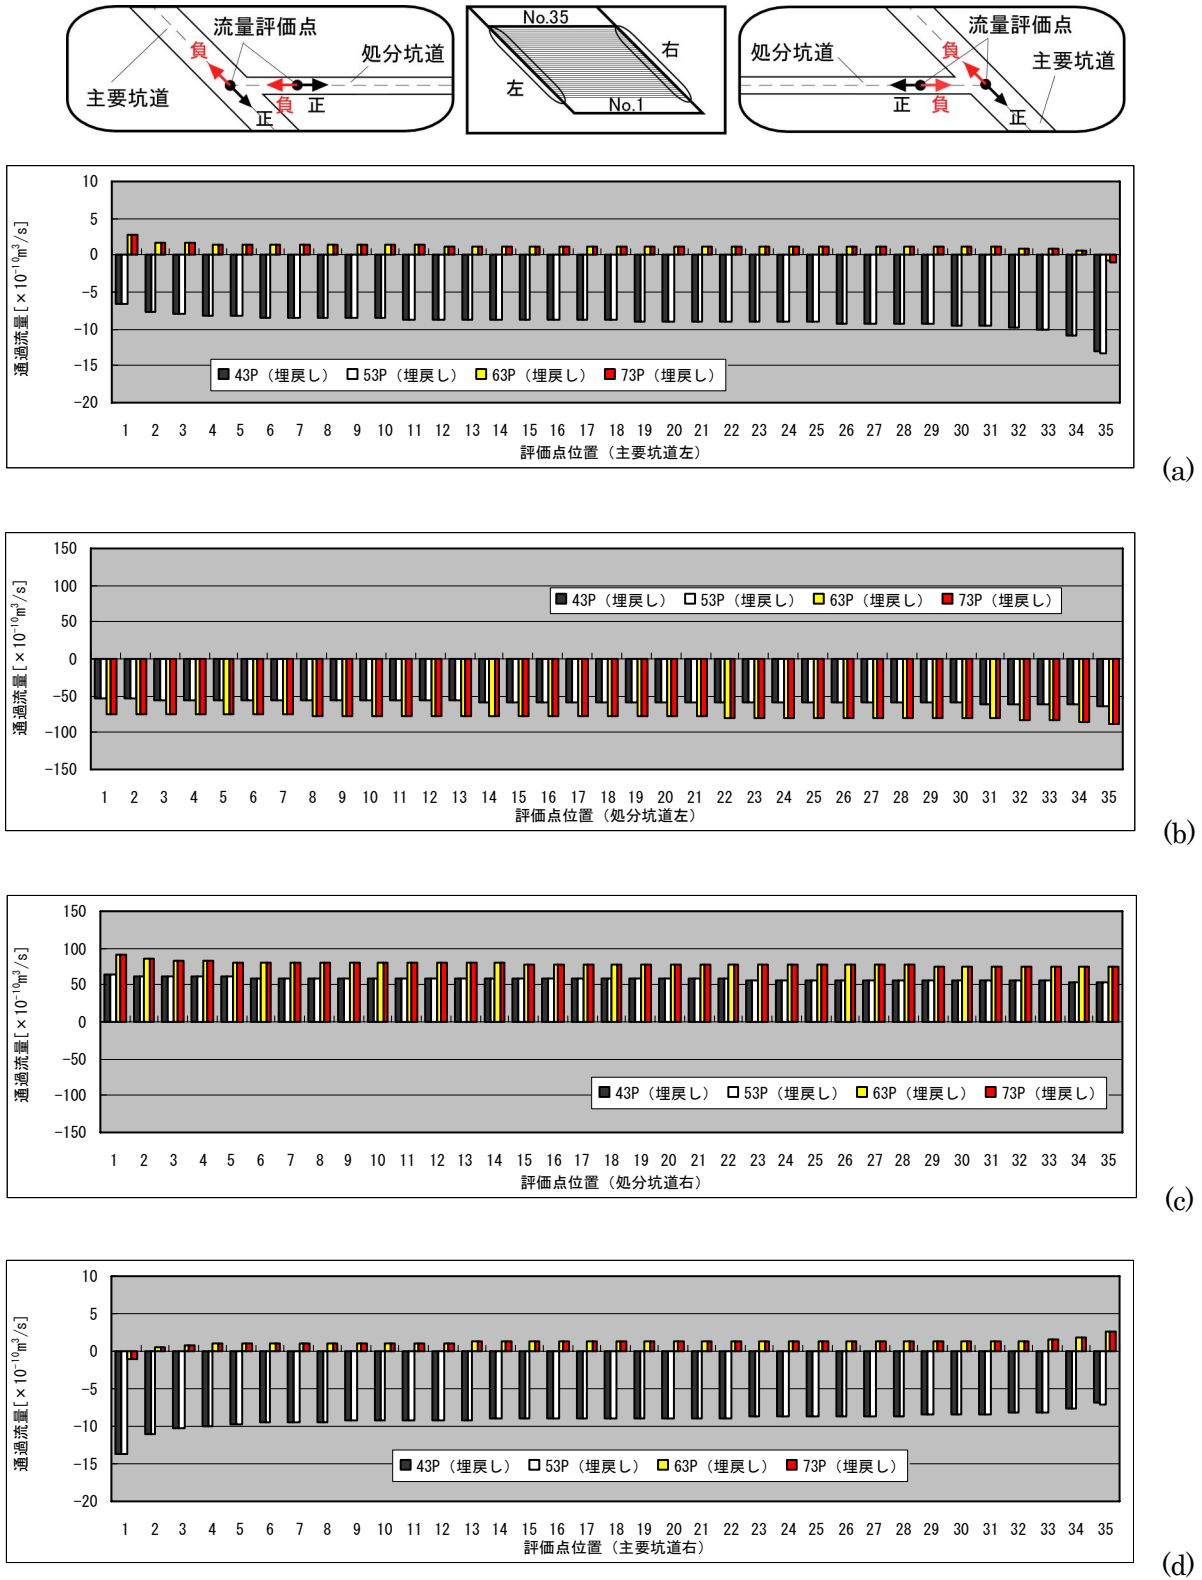 流量評価点
負
処分坑道
主要坑道
負
正
正
No.35
右
左
No.1
流量評価点
処分坑道
負
主要坑道
正
負
正
通過流量[×10⁻¹⁰m³/s]
10
5
0
-5
-10
-15
-20
43P（埋戻し） 53P（埋戻し） 63P（埋戻し） 73P（埋戻し）
1 2 3 4 5 6 7 8 9 10 11 12 13 14 15 16 17 18 19 20 21 22 23 24 25 26 27 28 29 30 31 32 33 34 35
評価点位置（主要坑道左）
(a)
通過流量[×10⁻¹⁰m³/s]
150
100
50
0
-50
-100
-150
43P（埋戻し） 53P（埋戻し） 63P（埋戻し） 73P（埋戻し）
1 2 3 4 5 6 7 8 9 10 11 12 13 14 15 16 17 18 19 20 21 22 23 24 25 26 27 28 29 30 31 32 33 34 35
評価点位置（処分坑道左）
(b)
通過流量[×10⁻¹⁰m³/s]
150
100
50
0
-50
-100
-150
43P（埋戻し） 53P（埋戻し） 63P（埋戻し） 73P（埋戻し）
1 2 3 4 5 6 7 8 9 10 11 12 13 14 15 16 17 18 19 20 21 22 23 24 25 26 27 28 29 30 31 32 33 34 35
評価点位置（処分坑道右）
(c)
通過流量[×10⁻¹⁰m³/s]
10
5
0
-5
-10
-15
-20
43P（埋戻し） 53P（埋戻し） 63P（埋戻し） 73P（埋戻し）
1 2 3 4 5 6 7 8 9 10 11 12 13 14 15 16 17 18 19 20 21 22 23 24 25 26 27 28 29 30 31 32 33 34 35
評価点位置（主要坑道右）
(d)